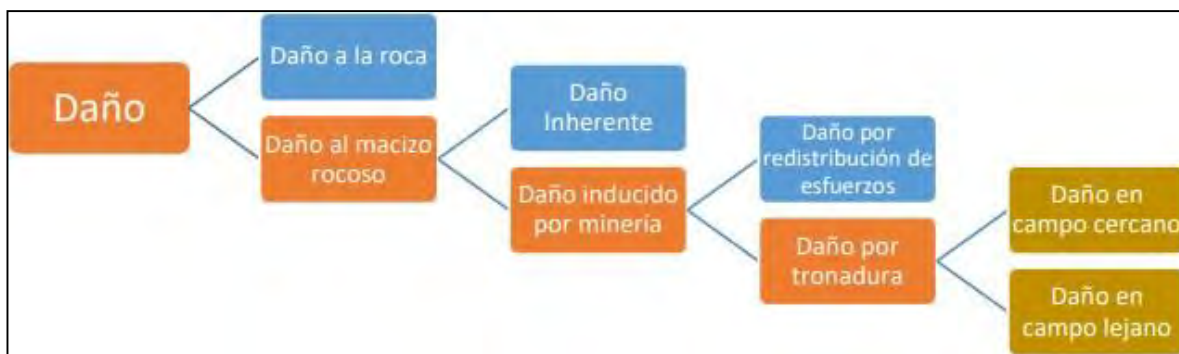 Daño
Daño a la roca
Daño al macizo
rocoso
Daño
Inherente
Daño inducido
por minería
Daño por
redistribución de
esfuerzos
Daño por
tronadura
Daño en
campo cercano
Daño en
campo lejano